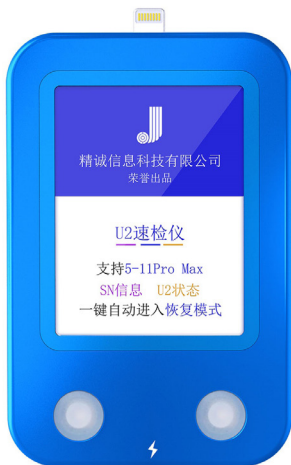 精诚信息科技有限公司
荣誉出品
U2速检仪
支持5-11Pro Max
SN信息 U2状态
一键自动进入恢复模式